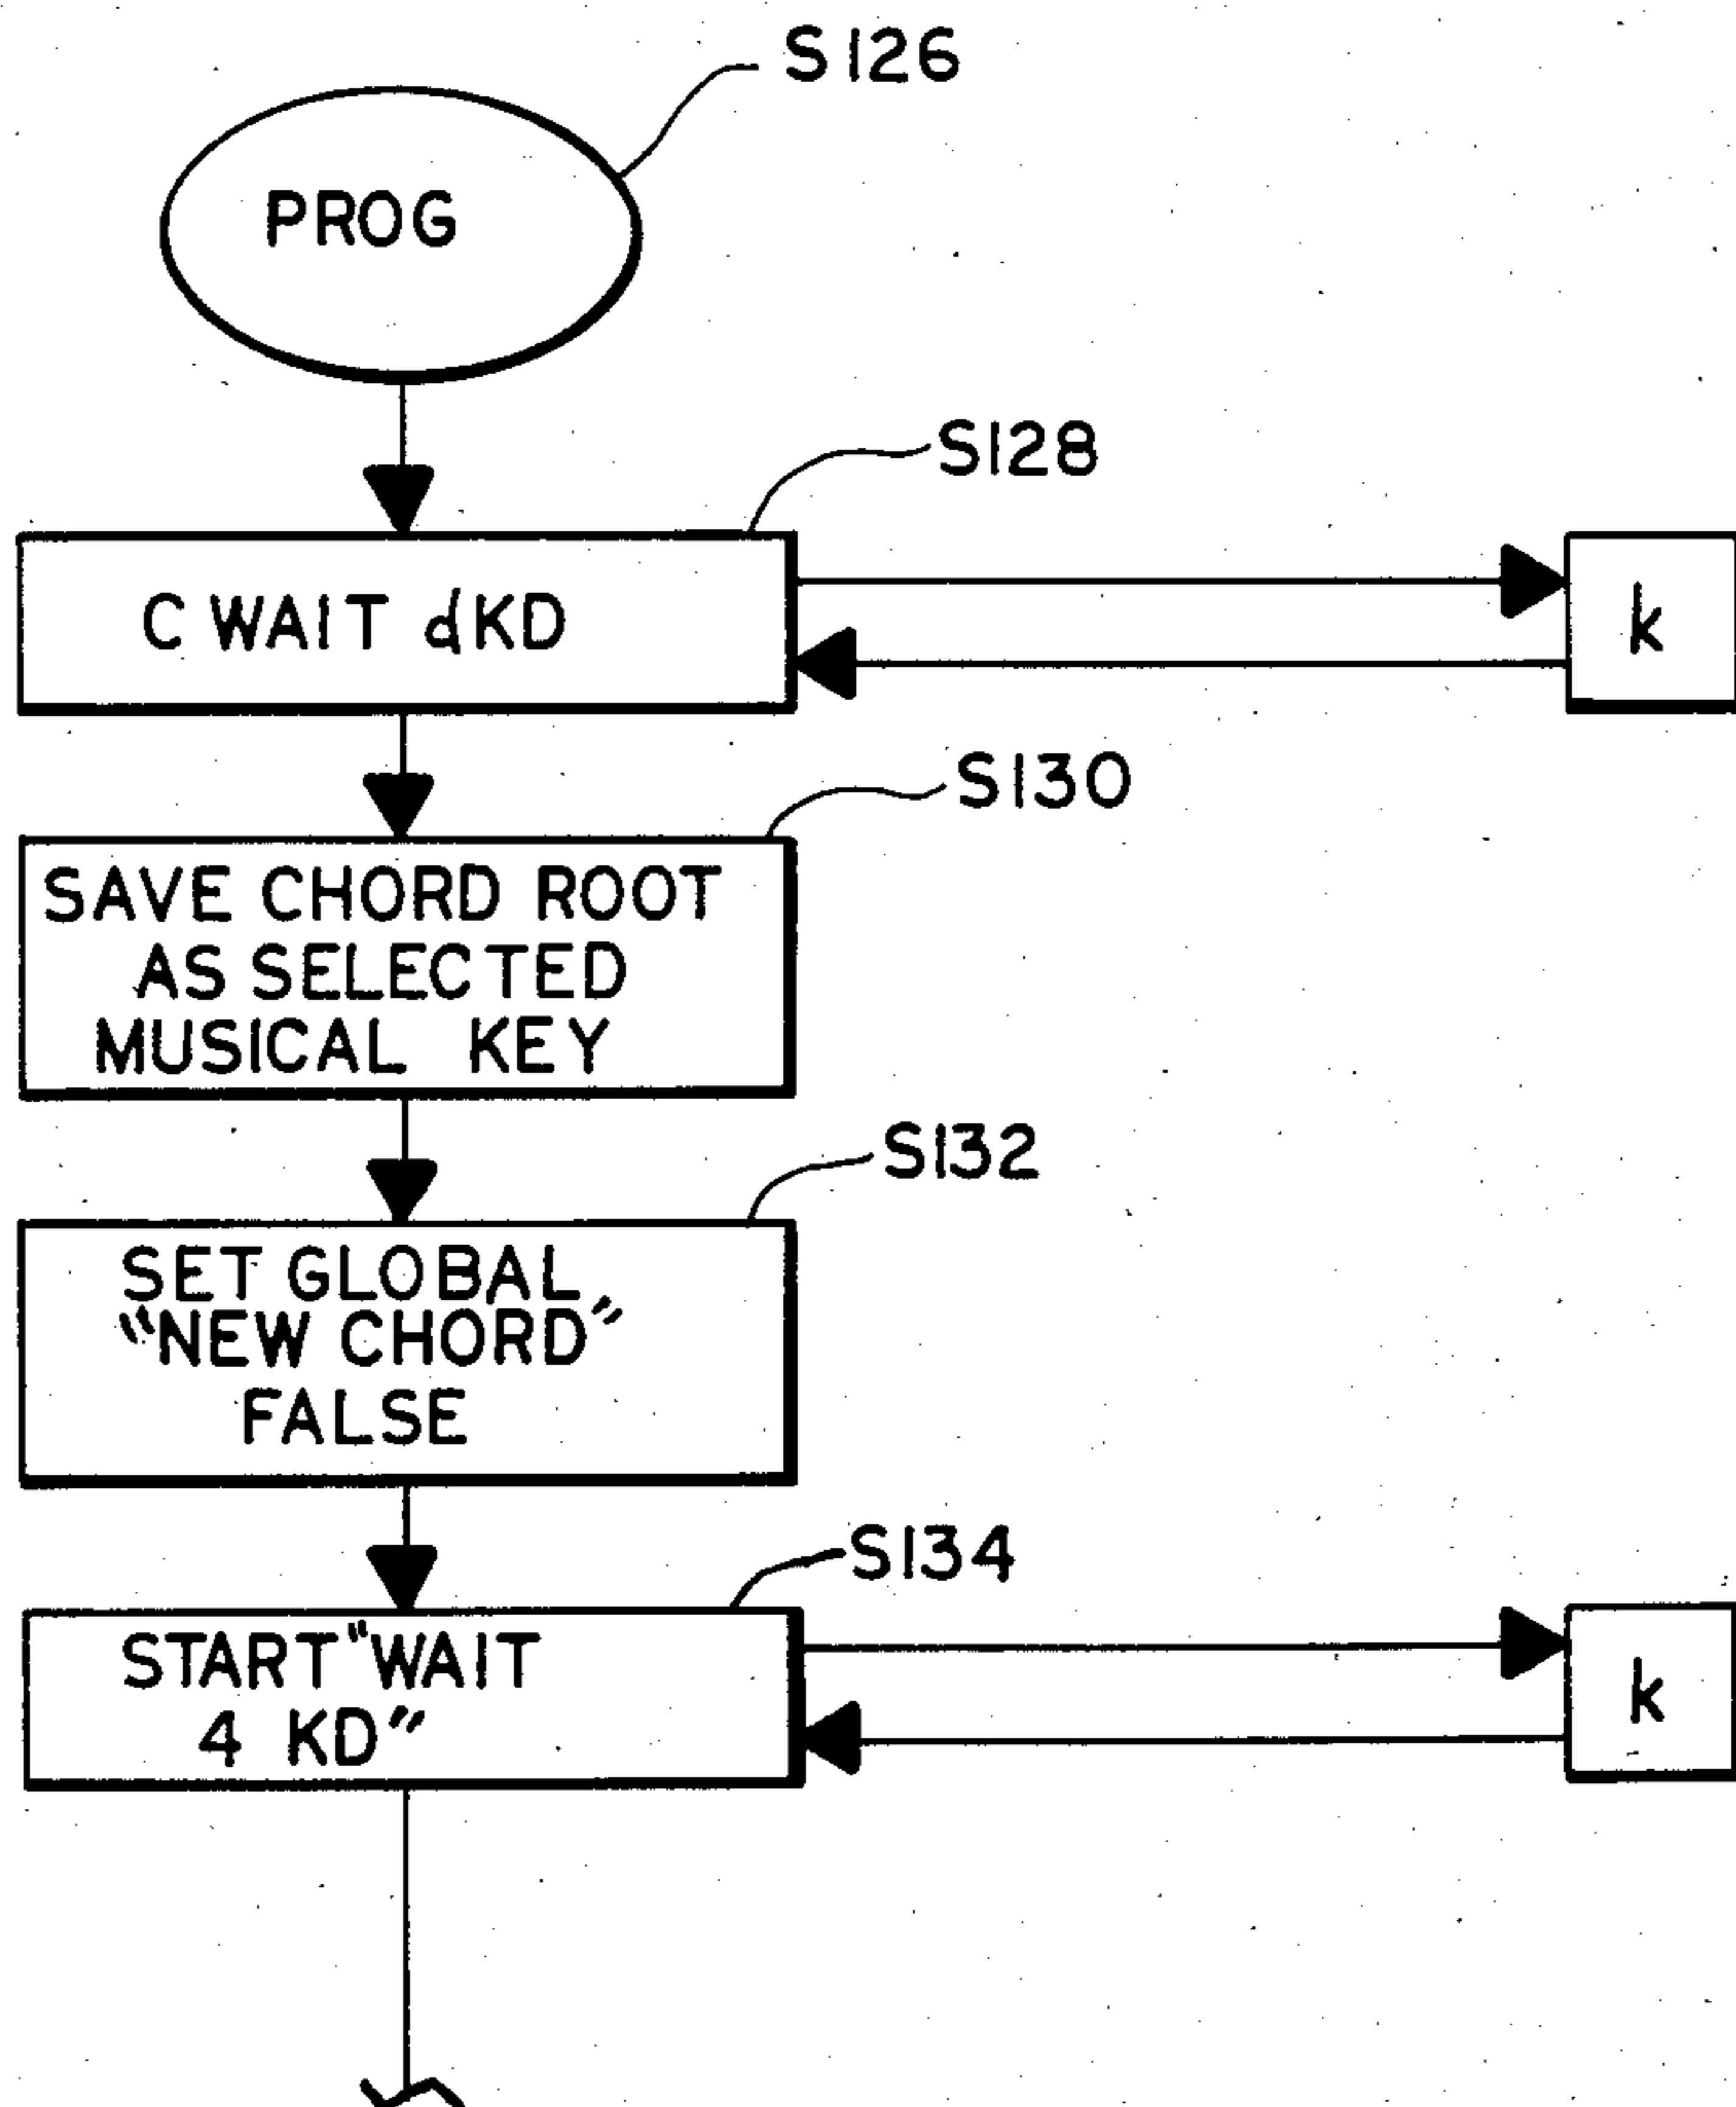 S126
PROG
S128
C WAIT dKD
k
S130
SAVE CHORD ROOT
AS SELECTED
MUSICAL KEY
S132
SET GLOBAL
"NEW CHORD"
FALSE
S134
START "WAIT
4 KD"
k